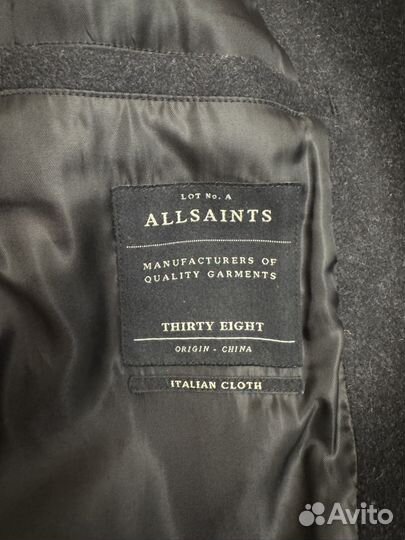 LOT No. A
ALLSAINTS
MANUFACTURERS OF
QUALITY GARMENTS
THIRTY EIGHT
ORIGIN - CHINA
ITALIAN CLOTH
Avito